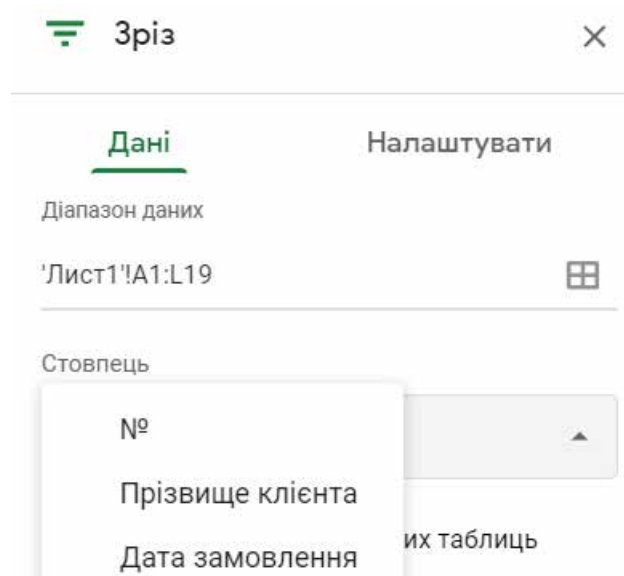 Зріз
Дані Налаштувати
Діапазон даних
'Лист1'!A1:L19
Стовпець
№
Прізвище клієнта
их таблиць
Дата замовлення